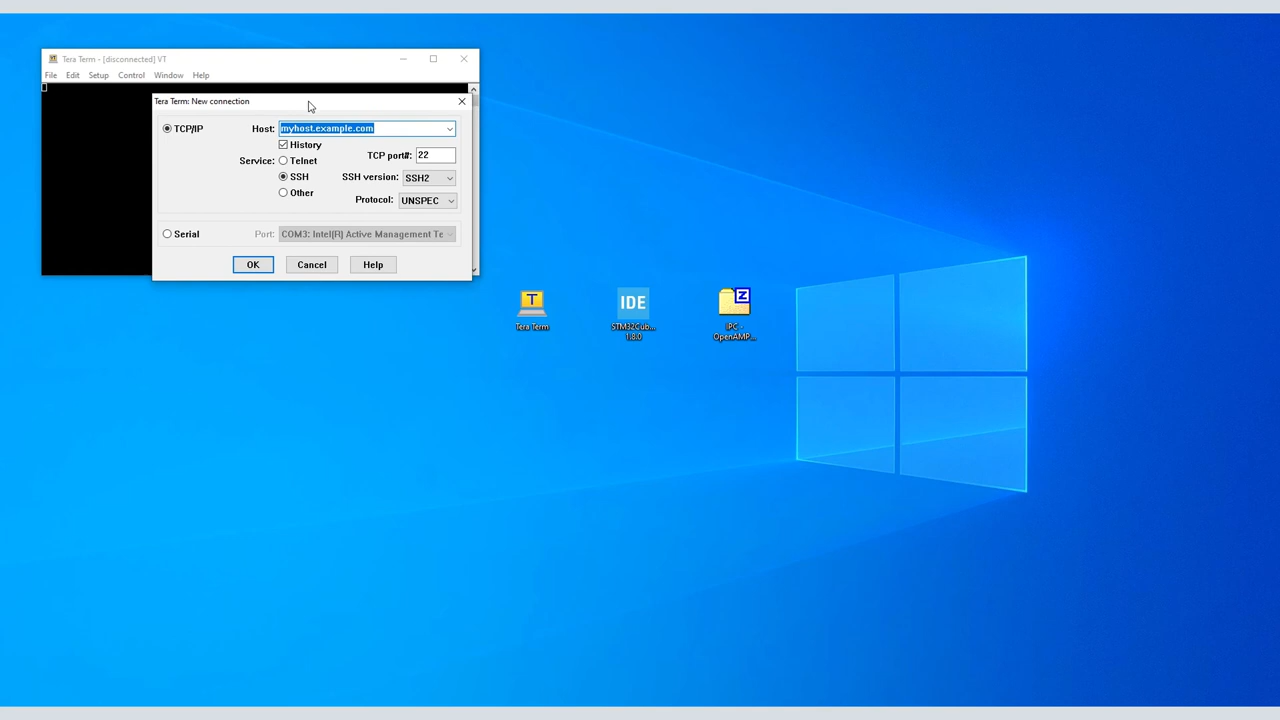 Tera Term - [disconnected] VT
File Edit Setup Control Window Help
Tera Term: New connection
TCP/IP
Host: myhost.example.com
History
Service: Telnet
TCP port#: 22
SSH
SSH version: SSH2
Other
Protocol: UNSPEC
Serial
Port: COM3: Intel(R) Active Management Te
OK Cancel Help
T
Tera Term
IDE
STM32Cub...
1.8.0
Z
IPC -
OpenAMP...